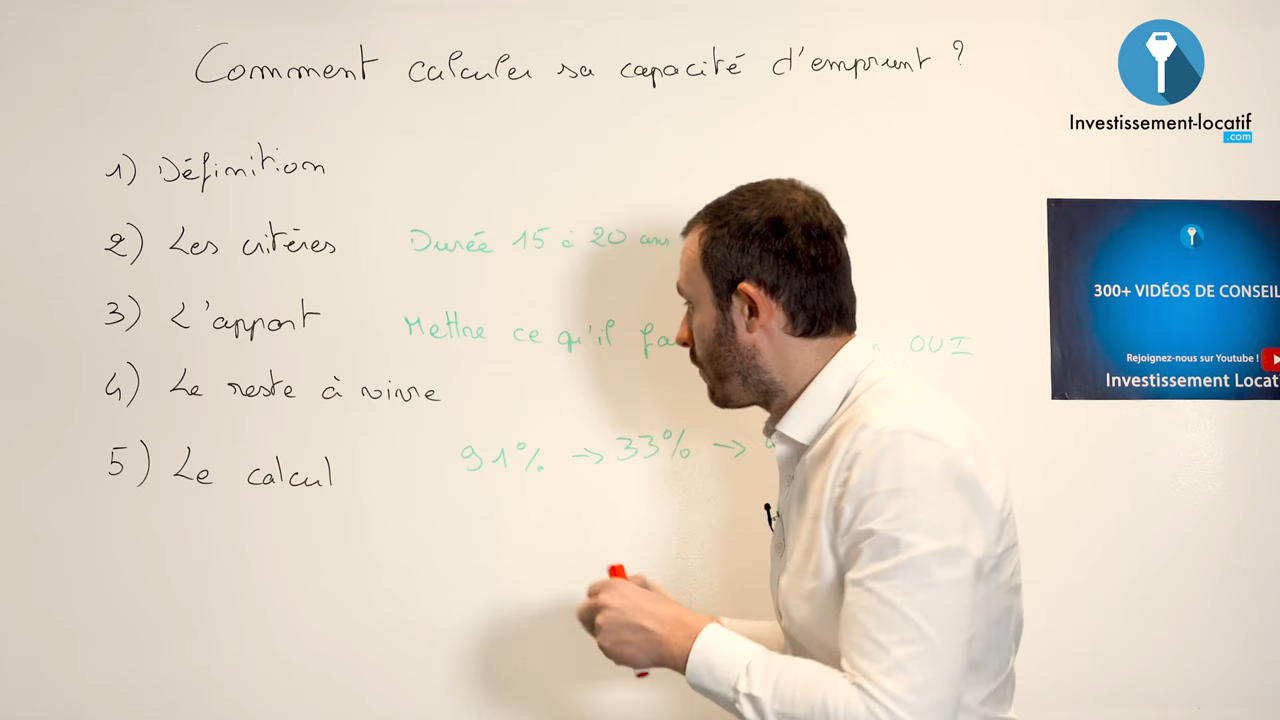 Comment calculer sa capacité d'emprunt ?
Investissement-locatif
.com
1) Définition
2) Les critères Durée 15 à 20 ans
3) L'apport Mettre ce qu'il OUI
4) Le reste à vivre
5) Le calcul 91% → 33% →
300+ VIDÉOS DE CONSEIL
Rejoignez-nous sur Youtube !
Investissement Locat